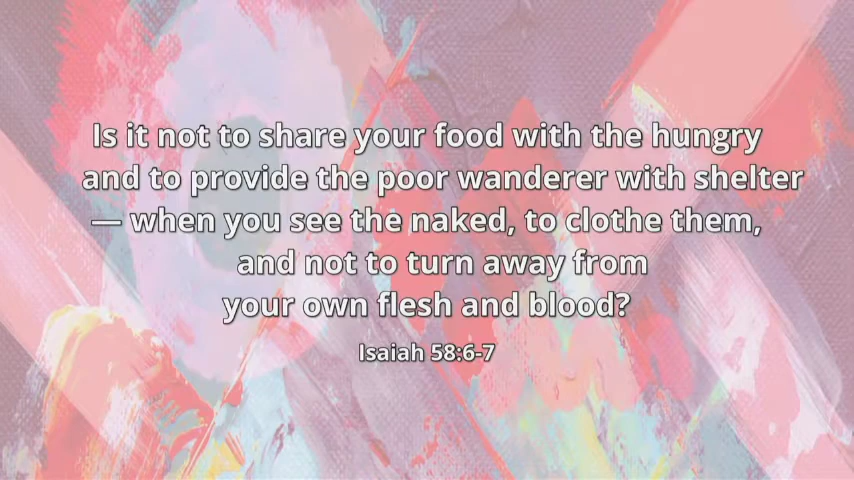 Is it not to share your food with the hungry
and to provide the poor wanderer with shelter
— when you see the naked, to clothe them,
and not to turn away from
your own flesh and blood?
Isaiah 58:6-7